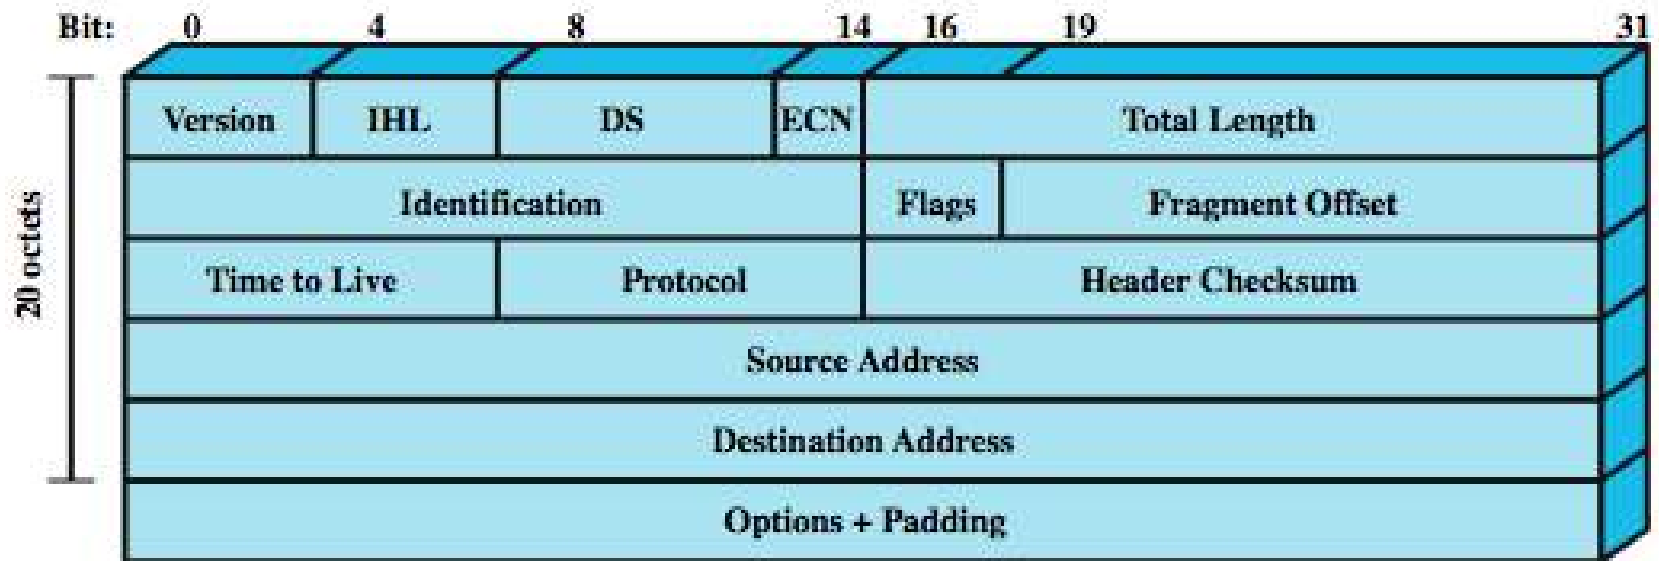 Bit: 0 4 8 14 16 19 31
Version IHL DS ECN Total Length
Identification Flags Fragment Offset
Time to Live Protocol Header Checksum
Source Address
Destination Address
Options + Padding
20 octets